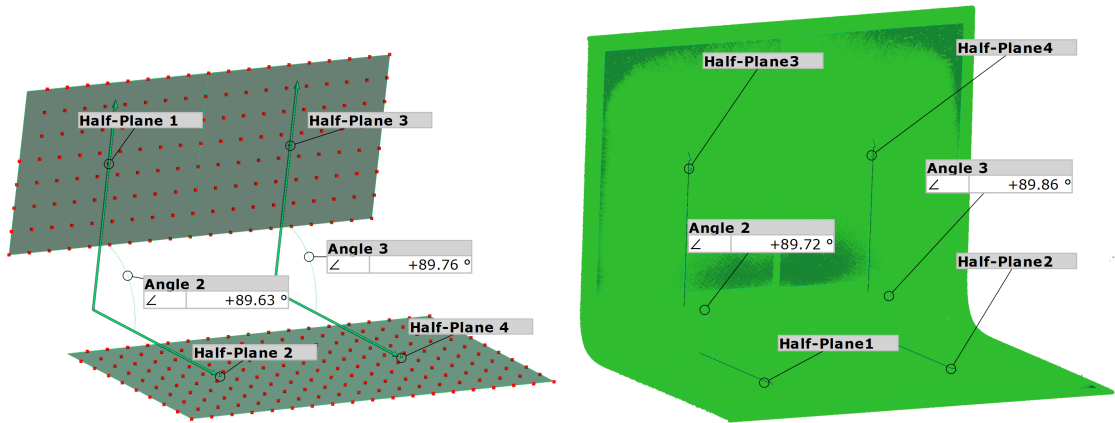 Half-Plane 1
Half-Plane 3
Angle 3
∠ +89.76 °
Angle 2
∠ +89.63 °
Half-Plane 4
Half-Plane 2
Half-Plane4
Half-Plane3
Angle 3
∠ +89.86 °
Angle 2
∠ +89.72 °
Half-Plane2
Half-Plane1